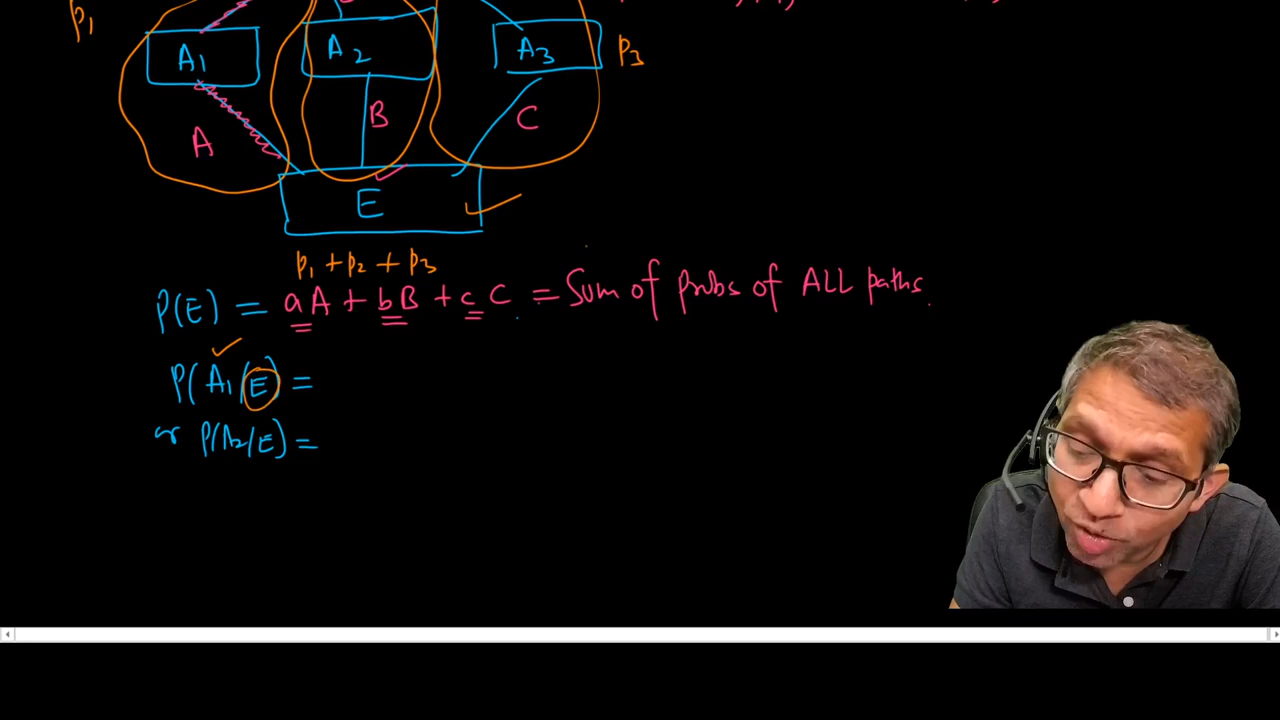 p1
A1
A2
A3
p3
A
B
C
E
p1 + p2 + p3
P(E) = aA + bB + cC = Sum of probs of ALL paths.
P(A1/E) =
or P(A2/E) =